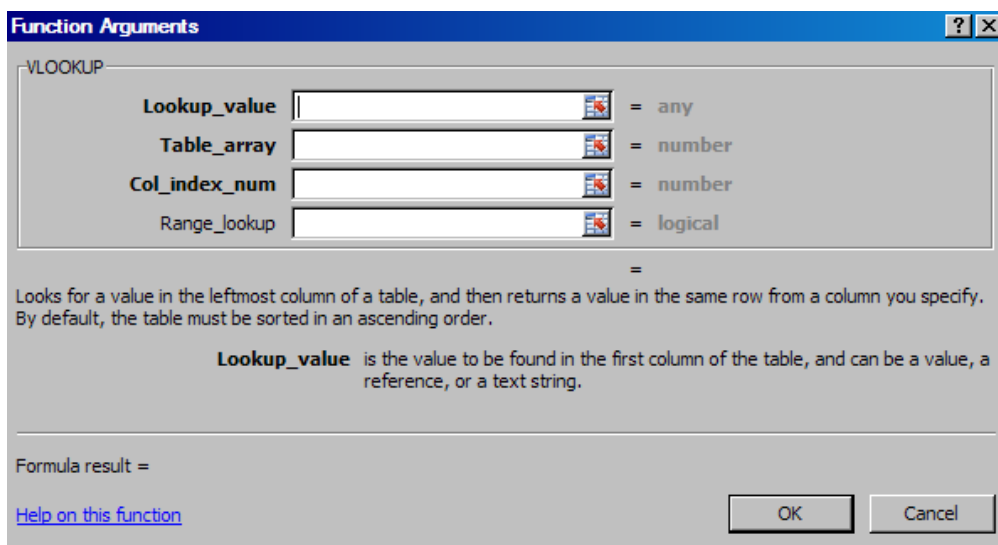 Function Arguments
VLOOKUP
Lookup_value = any
Table_array = number
Col_index_num = number
Range_lookup = logical
=
Looks for a value in the leftmost column of a table, and then returns a value in the same row from a column you specify.
By default, the table must be sorted in an ascending order.
Lookup_value is the value to be found in the first column of the table, and can be a value, a
reference, or a text string.
Formula result =
Help on this function
OK Cancel